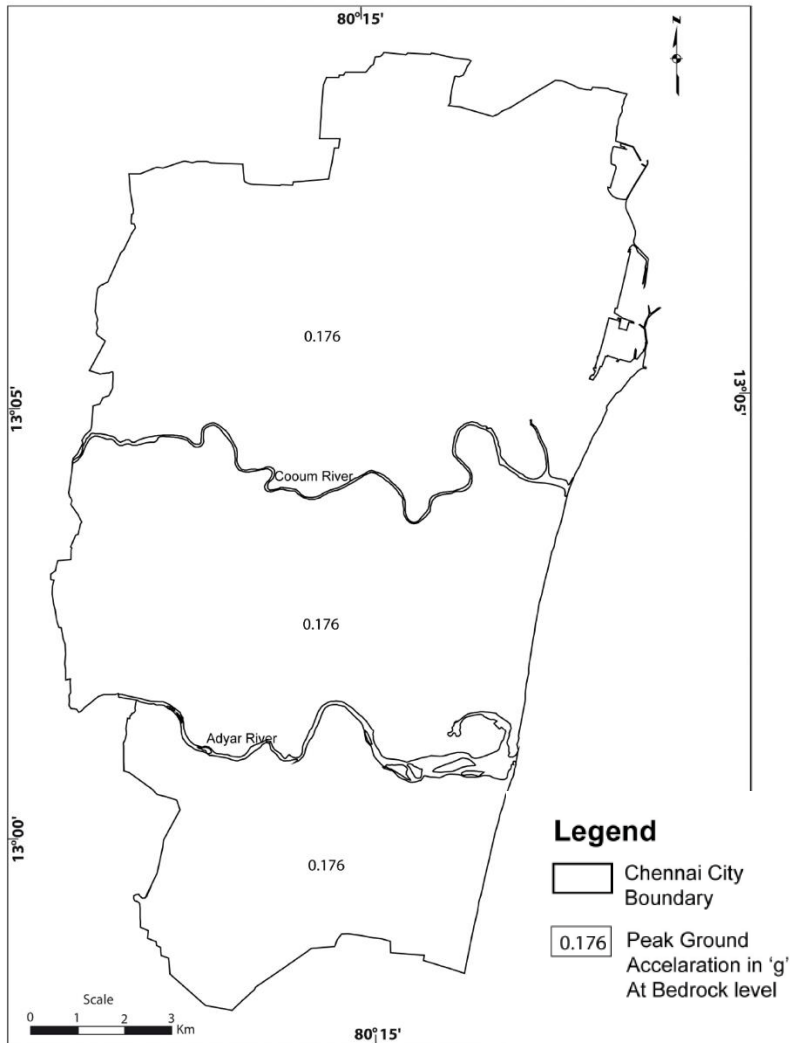 80°15'
N
0.176
13°05'
13°05'
Cooum River
0.176
Adyar River
13°00'
0.176
Legend
Chennai City
Boundary
0.176
Peak Ground
Accelaration in ‘g’
At Bedrock level
Scale
0 1 2 3
Km
80°15'